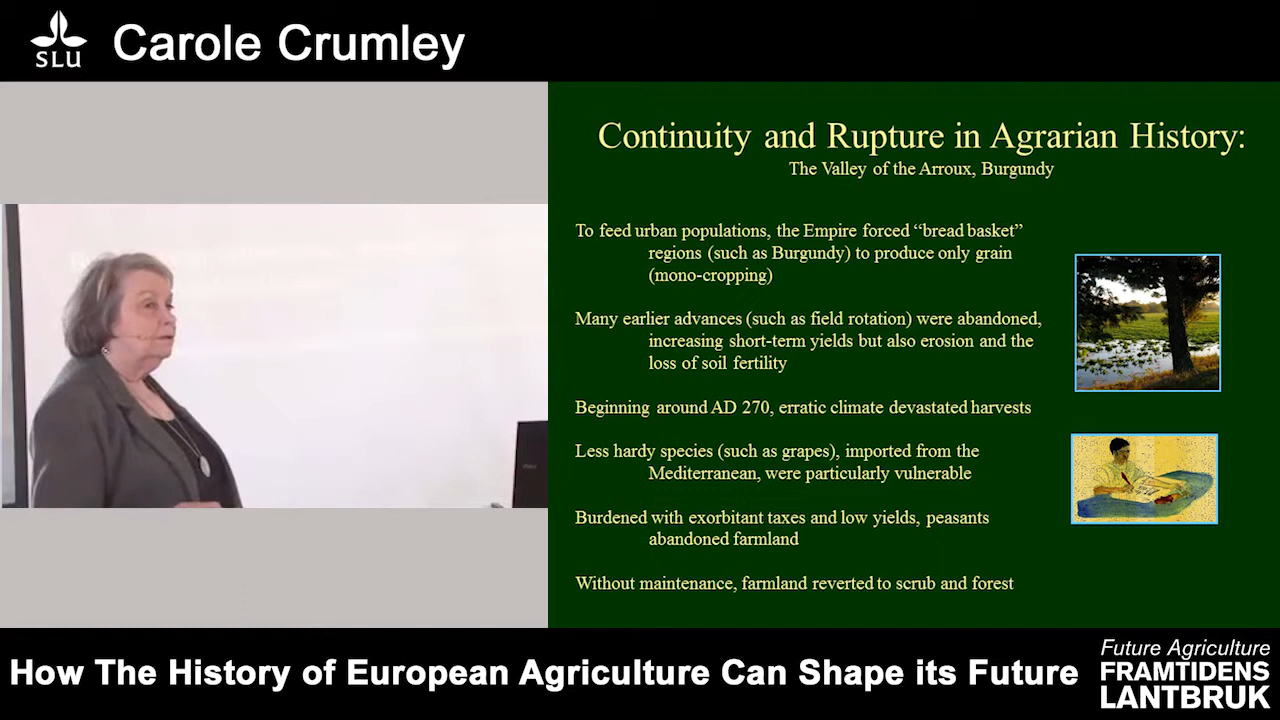 SLU
Carole Crumley
Continuity and Rupture in Agrarian History:
The Valley of the Arroux, Burgundy
To feed urban populations, the Empire forced “bread basket”
regions (such as Burgundy) to produce only grain
(mono-cropping)
Many earlier advances (such as field rotation) were abandoned,
increasing short-term yields but also erosion and the
loss of soil fertility
Beginning around AD 270, erratic climate devastated harvests
Less hardy species (such as grapes), imported from the
Mediterranean, were particularly vulnerable
Burdened with exorbitant taxes and low yields, peasants
abandoned farmland
Without maintenance, farmland reverted to scrub and forest
How The History of European Agriculture Can Shape its Future
Future Agriculture
FRAMTIDENS
LANTBRUK